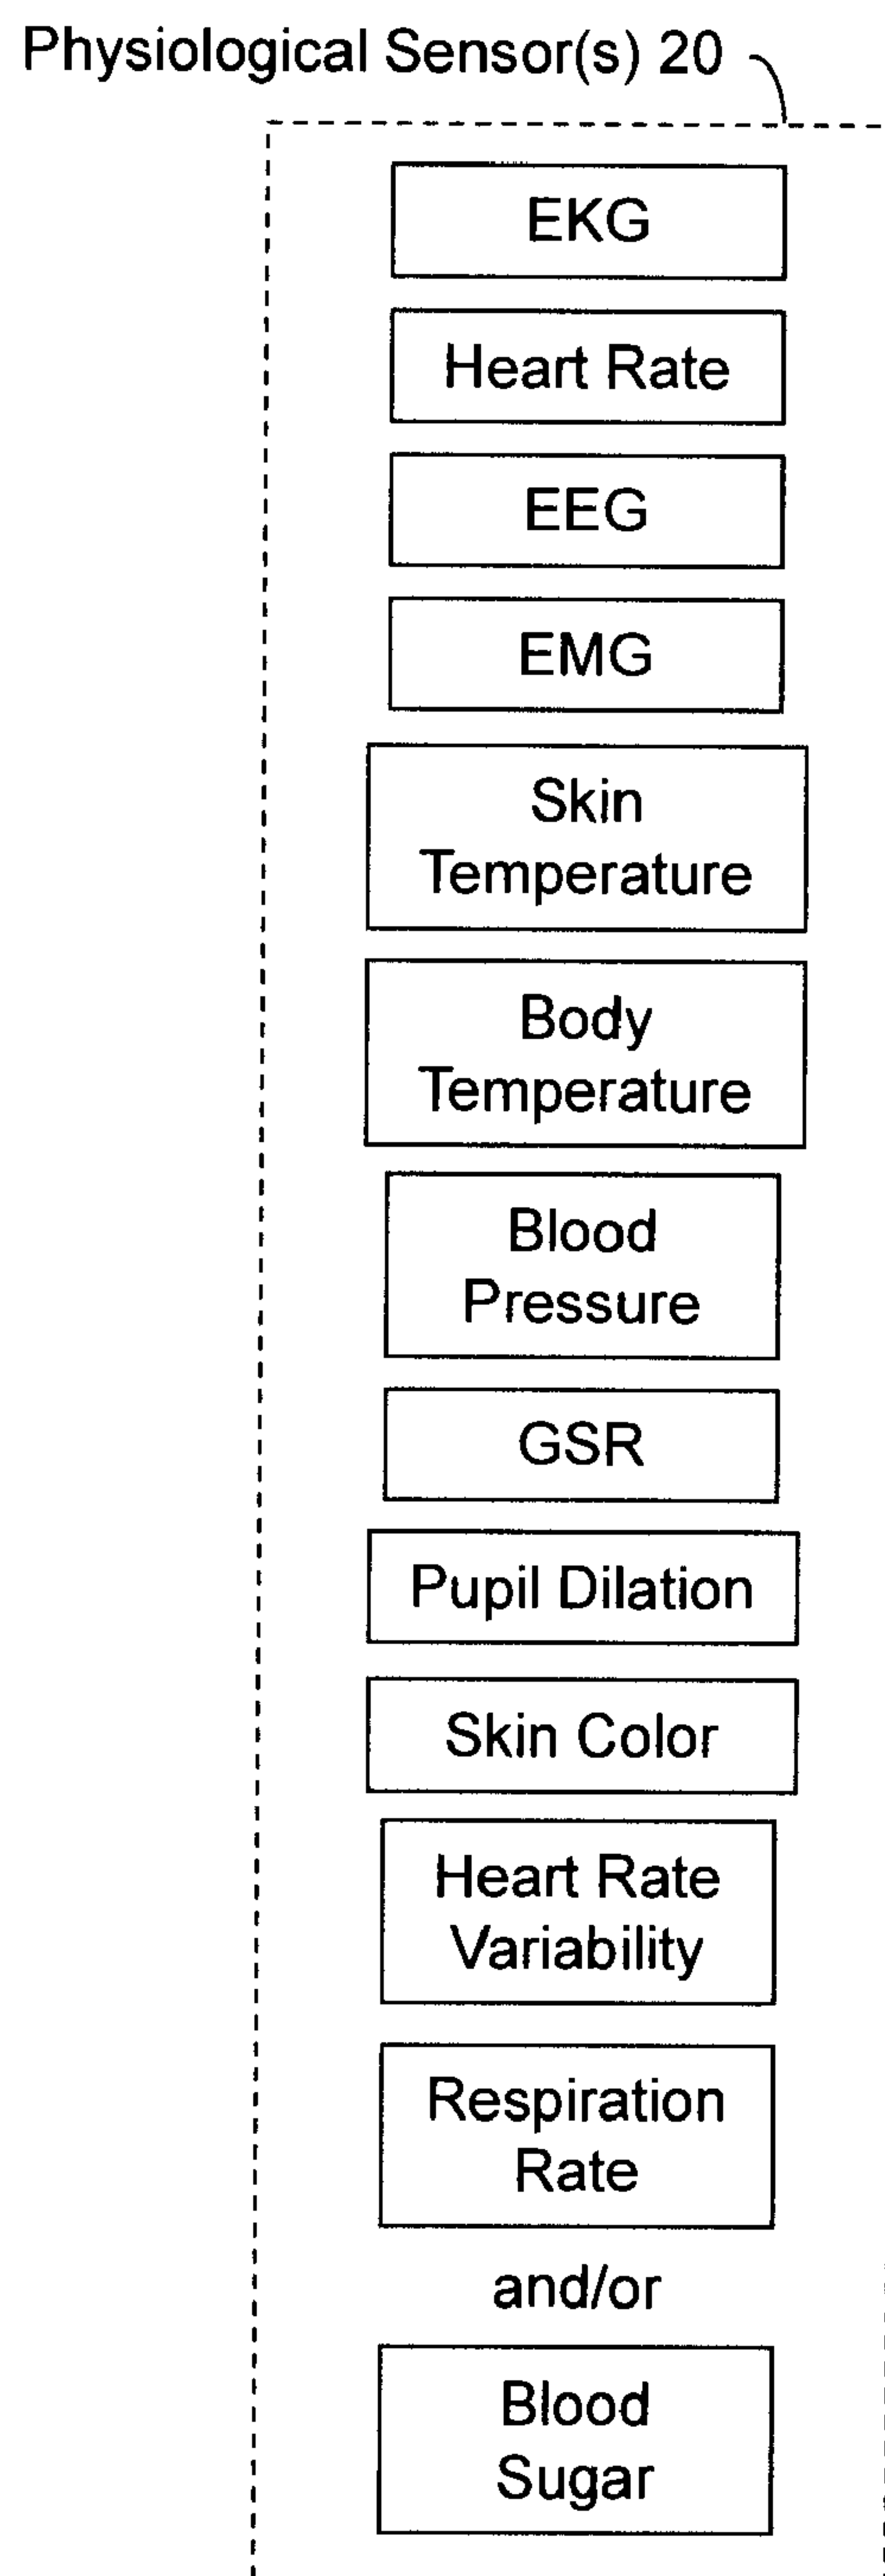 Physiological Sensor(s) 20
EKG
Heart Rate
EEG
EMG
Skin
Temperature
Body
Temperature
Blood
Pressure
GSR
Pupil Dilation
Skin Color
Heart Rate
Variability
Respiration
Rate
and/or
Blood
Sugar